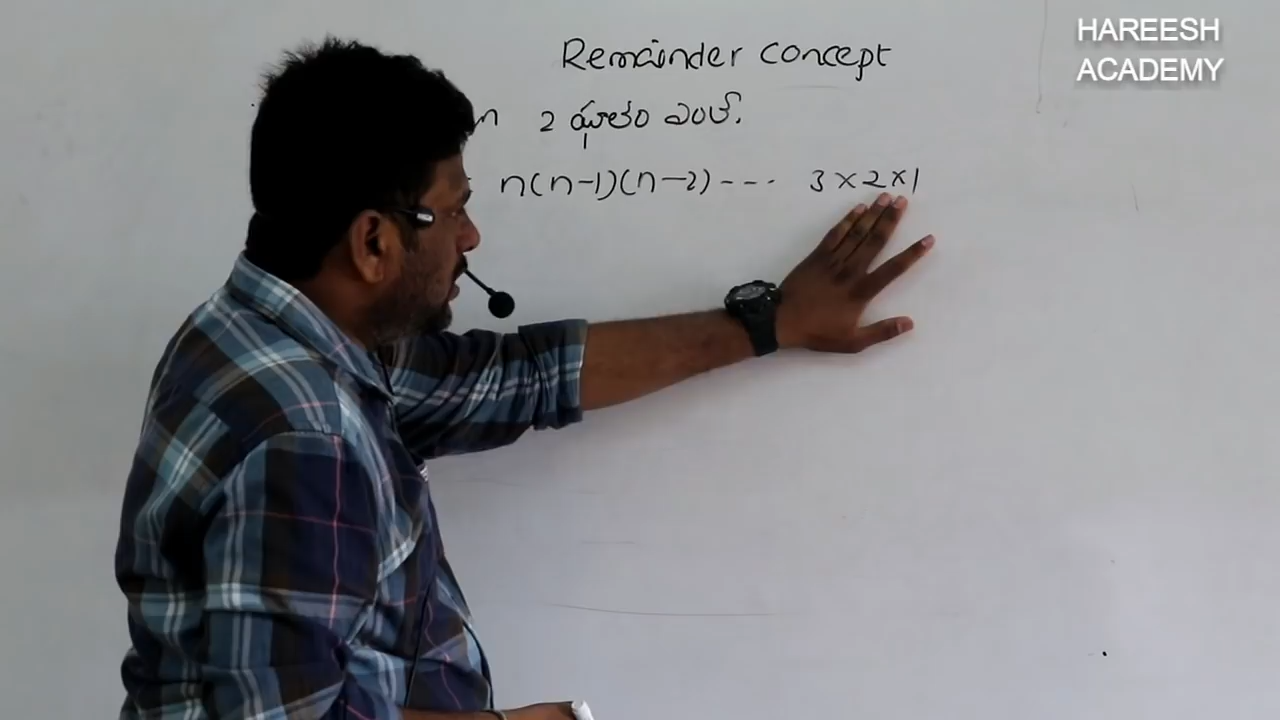 HAREESH
ACADEMY
Remainder concept
n 2 ఘాతం ఎంత.
n(n-1)(n-2)--- 3×2×1